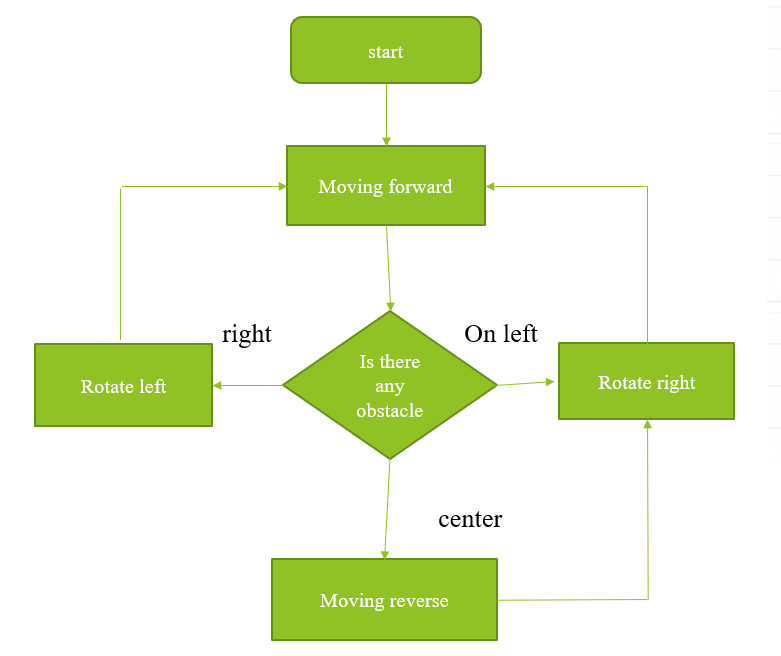 start
Moving forward
right
On left
Is there
any
obstacle
Rotate left
Rotate right
center
Moving reverse